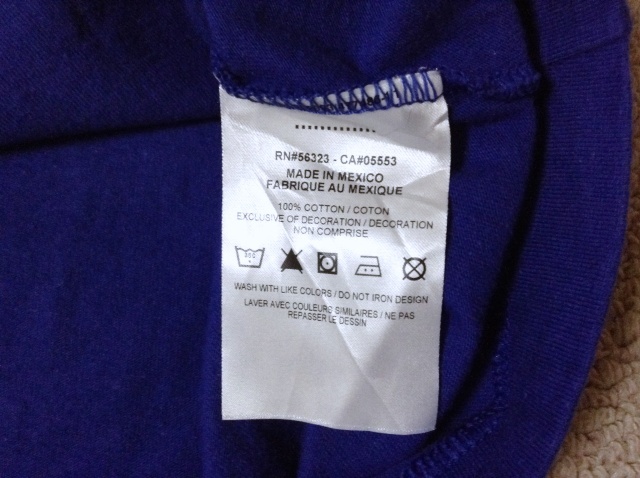 RN#56323 - CA#05553
MADE IN MEXICO
FABRIQUE AU MEXIQUE
100% COTTON / COTON
EXCLUSIVE OF DECORATION / DECORATION
NON COMPRISE
WASH WITH LIKE COLORS / DO NOT IRON DESIGN
LAVER AVEC COULEURS SIMILAIRES / NE PAS
REPASSER LE DESSIN